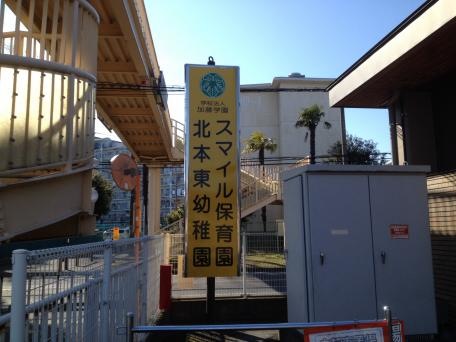 学校法人
加藤学園
スマイル保育園
北本東幼稚園